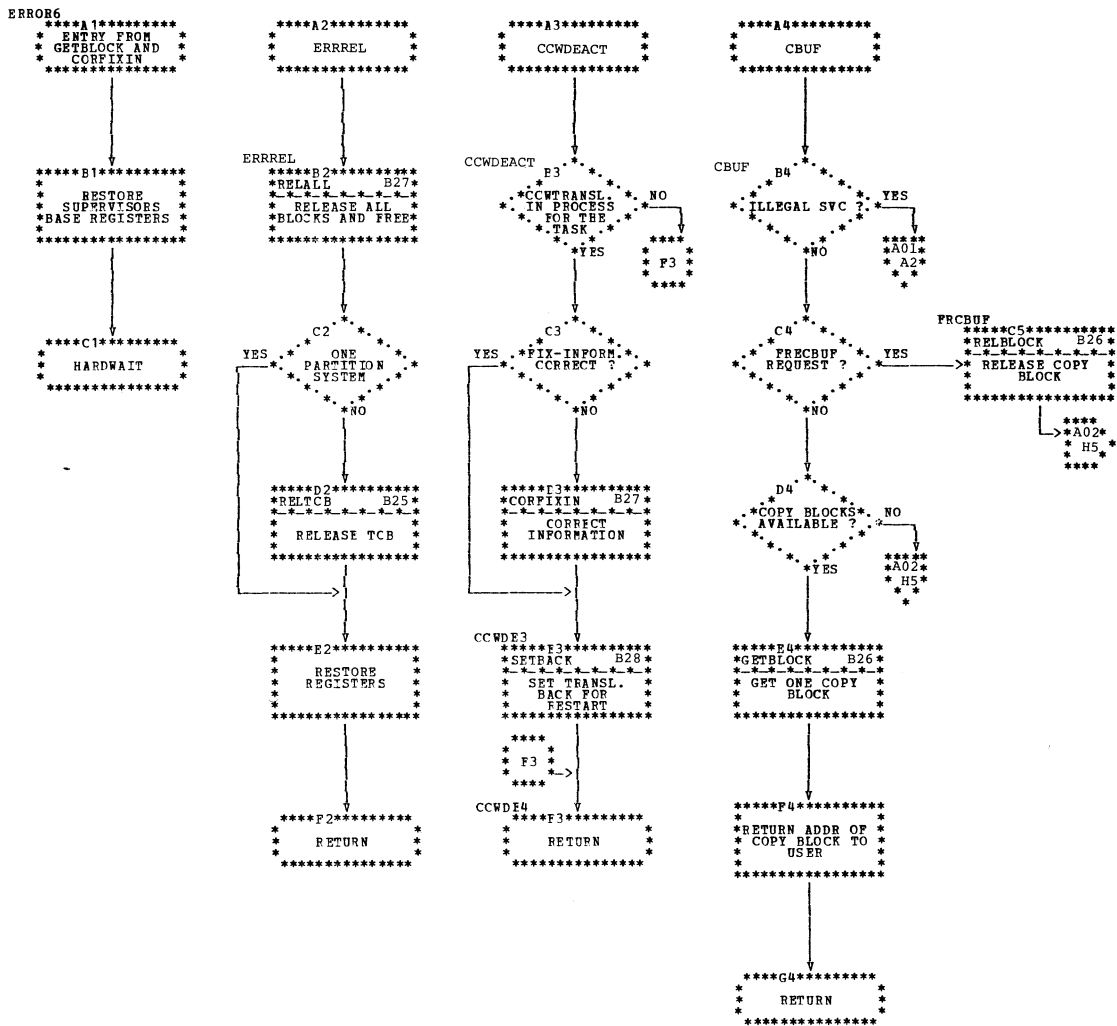 ERROR6
A1
ENTRY FROM
GETBLOCK AND
CORFIXIN
B1
RESTORE
SUPERVISORS
BASE REGISTERS
C1
HARDWAIT
A2
ERRREL
ERRREL
B2
RELALL B27
RELEASE ALL
BLOCKS AND FREE
C2
ONE
PARTITION
SYSTEM
YES
NO
D2
RELTCB B25
RELEASE TCB
E2
RESTORE
REGISTERS
F2
RETURN
A3
CCWDEACT
CCWDEACT
B3
CCWTRANSL.
IN PROCESS
FOR THE
TASK
NO
F3
YES
C3
FIX-INFORM.
CORRECT ?
YES
NO
D3
CORFIXIN B27
CORRECT
INFORMATION
CCWDE3
E3
SETBACK B28
SET TRANSL.
BACK FOR
RESTART
F3
CCWDE4
F3
RETURN
A4
CBUF
CBUF
B4
ILLEGAL SVC ?
YES
A01
A2
NO
C4
FRECBUF
REQUEST ?
YES
NO
FRCBUF
C5
RELBLOCK B26
RELEASE COPY
BLOCK
A02
H5
D4
COPY BLOCKS
AVAILABLE ?
NO
A02
H5
YES
E4
GETBLOCK B26
GET ONE COPY
BLOCK
F4
RETURN ADDR OF
COPY BLOCK TO
USER
G4
RETURN